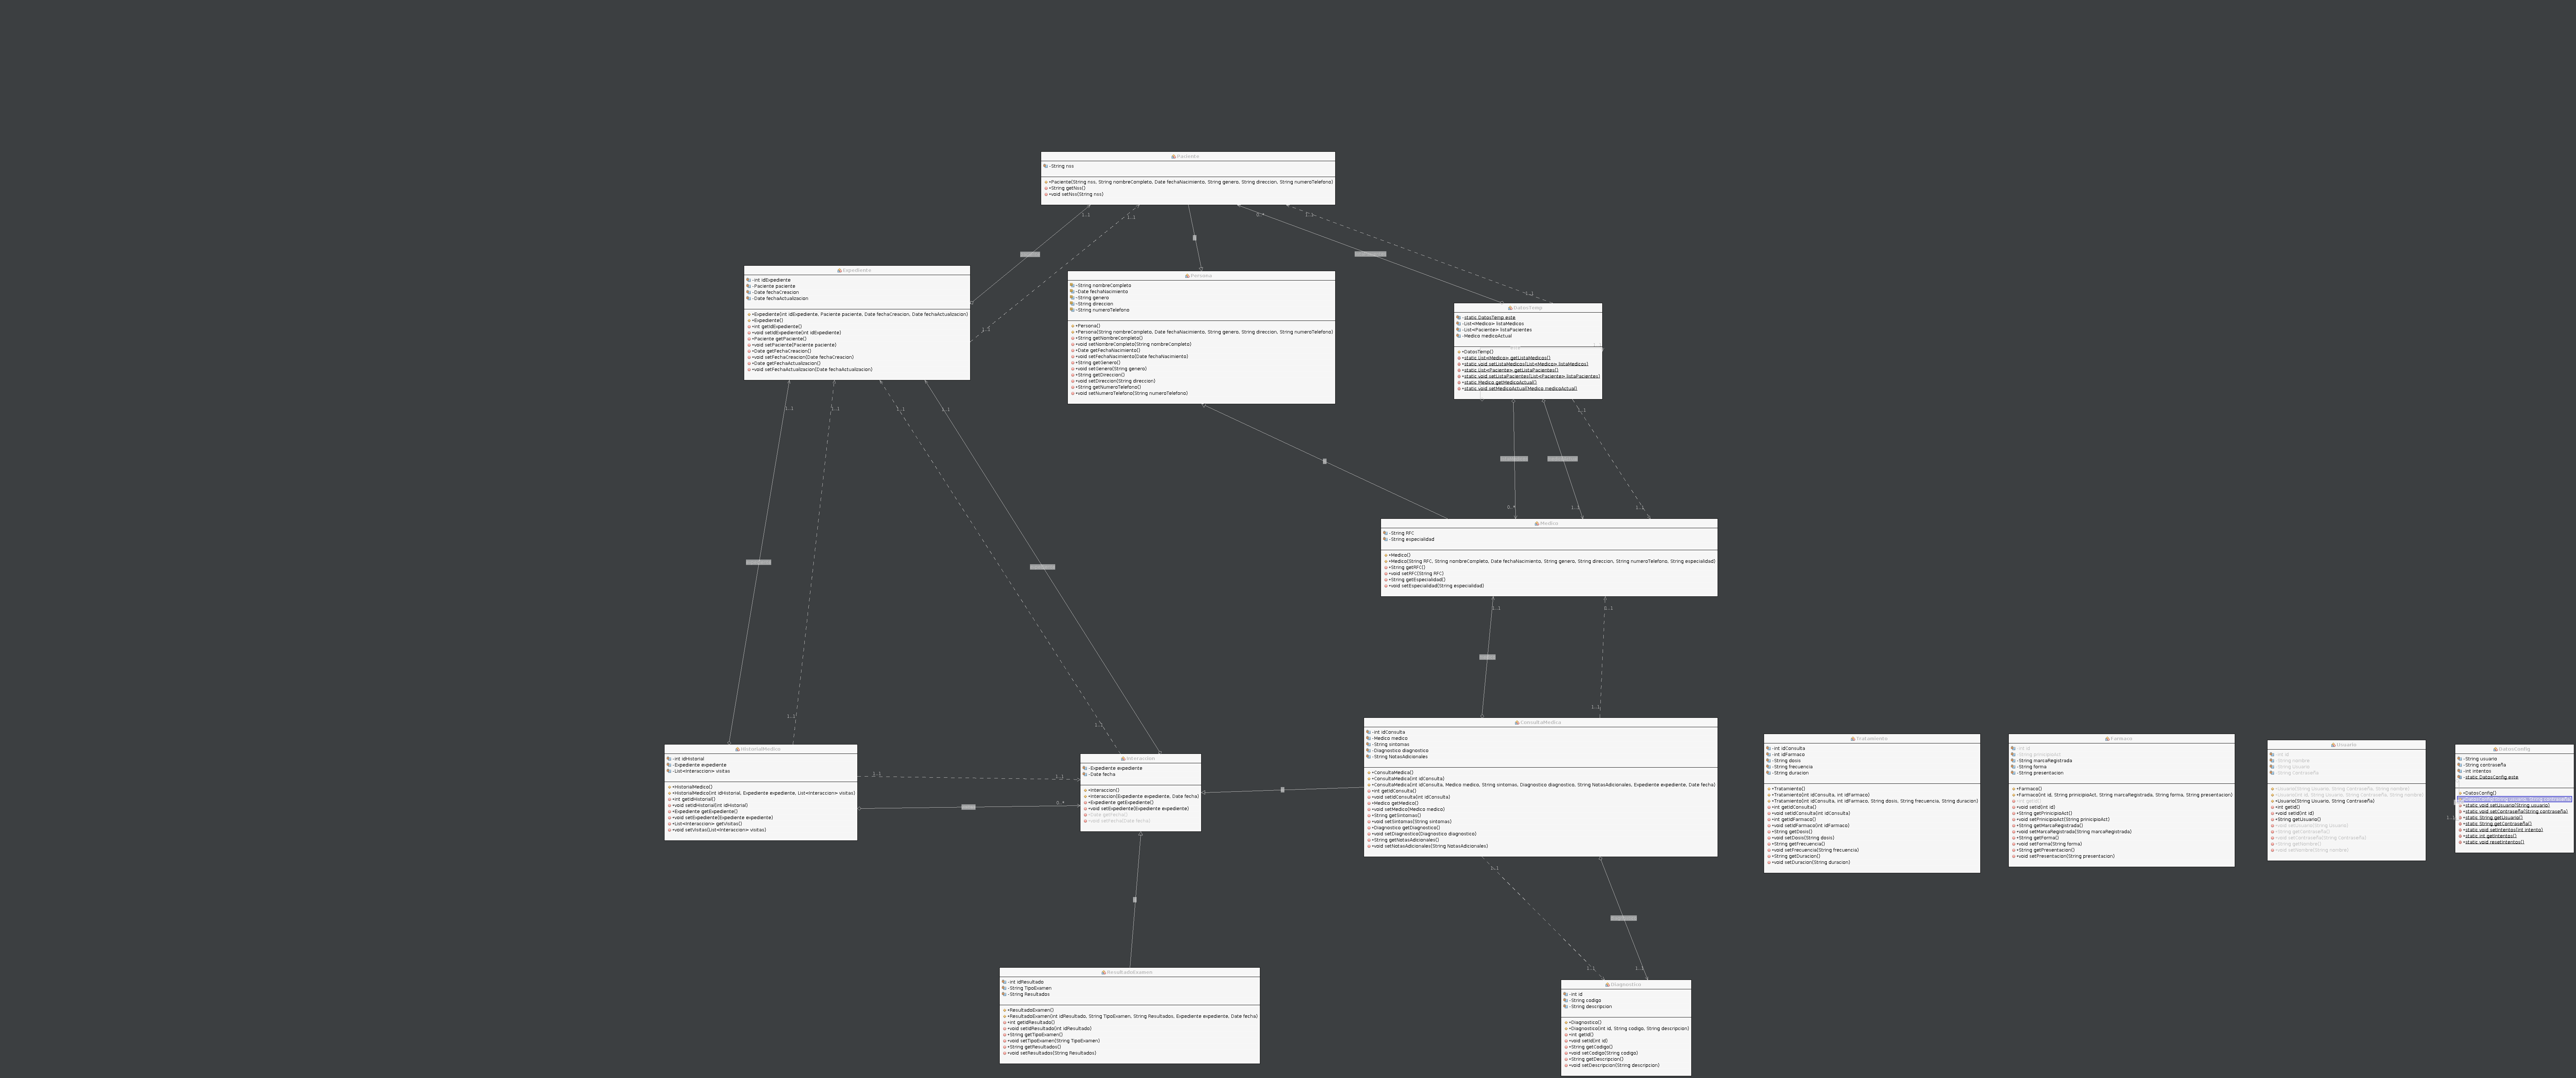 Paciente
-String nss
+Paciente(String nss, String nombreCompleto, Date fechaNacimiento, String genero, String direccion, String numeroTelefono)
+String getNss()
+void setNss(String nss)
1..1
1..1
0..*
1..1
Expediente
-int idExpediente
-Paciente paciente
-Date fechaCreacion
-Date fechaActualizacion
+Expediente(int idExpediente, Paciente paciente, Date fechaCreacion, Date fechaActualizacion)
+Expediente()
+int getIdExpediente()
+void setIdExpediente(int idExpediente)
+Paciente getPaciente()
+void setPaciente(Paciente paciente)
+Date getFechaCreacion()
+void setFechaCreacion(Date fechaCreacion)
+Date getFechaActualizacion()
+void setFechaActualizacion(Date fechaActualizacion)
1..1
Persona
-String nombreCompleto
-Date fechaNacimiento
-String genero
-String direccion
-String numeroTelefono
+Persona()
+Persona(String nombreCompleto, Date fechaNacimiento, String genero, String direccion, String numeroTelefono)
+String getNombreCompleto()
+void setNombreCompleto(String nombreCompleto)
+Date getFechaNacimiento()
+void setFechaNacimiento(Date fechaNacimiento)
+String getGenero()
+void setGenero(String genero)
+String getDireccion()
+void setDireccion(String direccion)
+String getNumeroTelefono()
+void setNumeroTelefono(String numeroTelefono)
1..1
DatosTemp
-static DatosTemp este
-List<Medico> listaMedicos
-List<Paciente> listaPacientes
-Medico medicoActual
+DatosTemp()
+static List<Medico> getListaMedicos()
+static void setListaMedicos(List<Medico> listaMedicos)
+static List<Paciente> getListaPacientes()
+static void setListaPacientes(List<Paciente> listaPacientes)
+static Medico getMedicoActual()
+static void setMedicoActual(Medico medicoActual)
1..1
1..1
1..1
1..1
1..1
0..*
1..1
1..1
Medico
-String RFC
-String especialidad
+Medico()
+Medico(String RFC, String nombreCompleto, Date fechaNacimiento, String genero, String direccion, String numeroTelefono, String especialidad)
+String getRFC()
+void setRFC(String RFC)
+String getEspecialidad()
+void setEspecialidad(String especialidad)
1..1
1..1
1..1
1..1
1..1
HistorialMedico
-int idHistorial
-Expediente expediente
-List<Interaccion> visitas
+HistorialMedico()
+HistorialMedico(int idHistorial, Expediente expediente, List<Interaccion> visitas)
+int getIdHistorial()
+void setIdHistorial(int idHistorial)
+Expediente getExpediente()
+void setExpediente(Expediente expediente)
+List<Interaccion> getVisitas()
+void setVisitas(List<Interaccion> visitas)
1..1
1..1
0..*
Interaccion
-Expediente expediente
-Date fecha
+Interaccion()
+Interaccion(Expediente expediente, Date fecha)
+Expediente getExpediente()
+void setExpediente(Expediente expediente)
+Date getFecha()
+void setFecha(Date fecha)
ConsultaMedica
-int idConsulta
-Medico medico
-String sintomas
-Diagnostico diagnostico
-String NotasAdicionales
+ConsultaMedica()
+ConsultaMedica(int idConsulta)
+ConsultaMedica(int idConsulta, Medico medico, String sintomas, Diagnostico diagnostico, String NotasAdicionales, Expediente expediente, Date fecha)
+int getIdConsulta()
+void setIdConsulta(int idConsulta)
+Medico getMedico()
+void setMedico(Medico medico)
+String getSintomas()
+void setSintomas(String sintomas)
+Diagnostico getDiagnostico()
+void setDiagnostico(Diagnostico diagnostico)
+String getNotasAdicionales()
+void setNotasAdicionales(String NotasAdicionales)
Tratamiento
-int idConsulta
-int idFarmaco
-String dosis
-String frecuencia
-String duracion
+Tratamiento()
+Tratamiento(int idConsulta, int idFarmaco)
+Tratamiento(int idConsulta, int idFarmaco, String dosis, String frecuencia, String duracion)
+int getIdConsulta()
+void setIdConsulta(int idConsulta)
+int getIdFarmaco()
+void setIdFarmaco(int idFarmaco)
+String getDosis()
+void setDosis(String dosis)
+String getFrecuencia()
+void setFrecuencia(String frecuencia)
+String getDuracion()
+void setDuracion(String duracion)
Farmaco
-int id
-String principioAct
-String marcaRegistrada
-String forma
-String presentacion
+Farmaco()
+Farmaco(int id, String principioAct, String marcaRegistrada, String forma, String presentacion)
+int getId()
+void setId(int id)
+String getPrincipioAct()
+void setPrincipioAct(String principioAct)
+String getMarcaRegistrada()
+void setMarcaRegistrada(String marcaRegistrada)
+String getForma()
+void setForma(String forma)
+String getPresentacion()
+void setPresentacion(String presentacion)
Usuario
-int id
-String nombre
-String Usuario
-String Contraseña
+Usuario(String Usuario, String Contraseña, String nombre)
+Usuario(int id, String Usuario, String Contraseña, String nombre)
+Usuario(String Usuario, String Contraseña)
+int getId()
+void setId(int id)
+String getUsuario()
+void setUsuario(String usuario)
+String getContraseña()
+void setContraseña(String Contraseña)
+String getNombre()
+void setNombre(String nombre)
DatosConfig
-String usuario
-String contraseña
-int intentos
-static DatosConfig este
+DatosConfig()
+static void setUsuario(String usuario)
+static void setContraseña(String contraseña)
+static String getUsuario()
+static String getContraseña()
+static void setIntentos(int intento)
+static int getIntentos()
+static void resetIntentos()
1..1
1..1
1..1
ResultadoExamen
-int idResultado
-String TipoExamen
-String Resultados
+ResultadoExamen()
+ResultadoExamen(int idResultado, String TipoExamen, String Resultados, Expediente expediente, Date fecha)
+int getIdResultado()
+void setIdResultado(int idResultado)
+String getTipoExamen()
+void setTipoExamen(String TipoExamen)
+String getResultados()
+void setResultados(String Resultados)
Diagnostico
-int id
-String codigo
-String descripcion
+Diagnostico()
+Diagnostico(int id, String codigo, String descripcion)
+int getId()
+void setId(int id)
+String getCodigo()
+void setCodigo(String codigo)
+String getDescripcion()
+void setDescripcion(String descripcion)